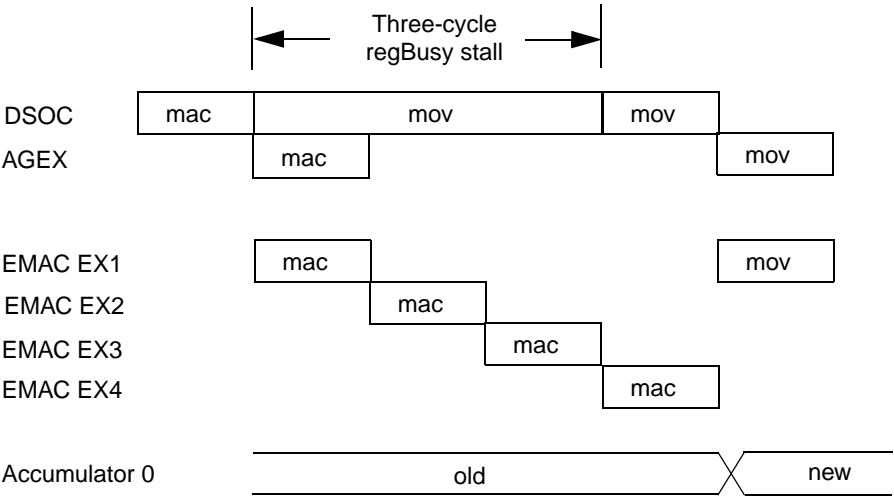 Three-cycle
regBusy stall
DSOC mac mov mov
AGEX mac mov
EMAC EX1 mac mov
EMAC EX2 mac
EMAC EX3 mac
EMAC EX4 mac
Accumulator 0 old new